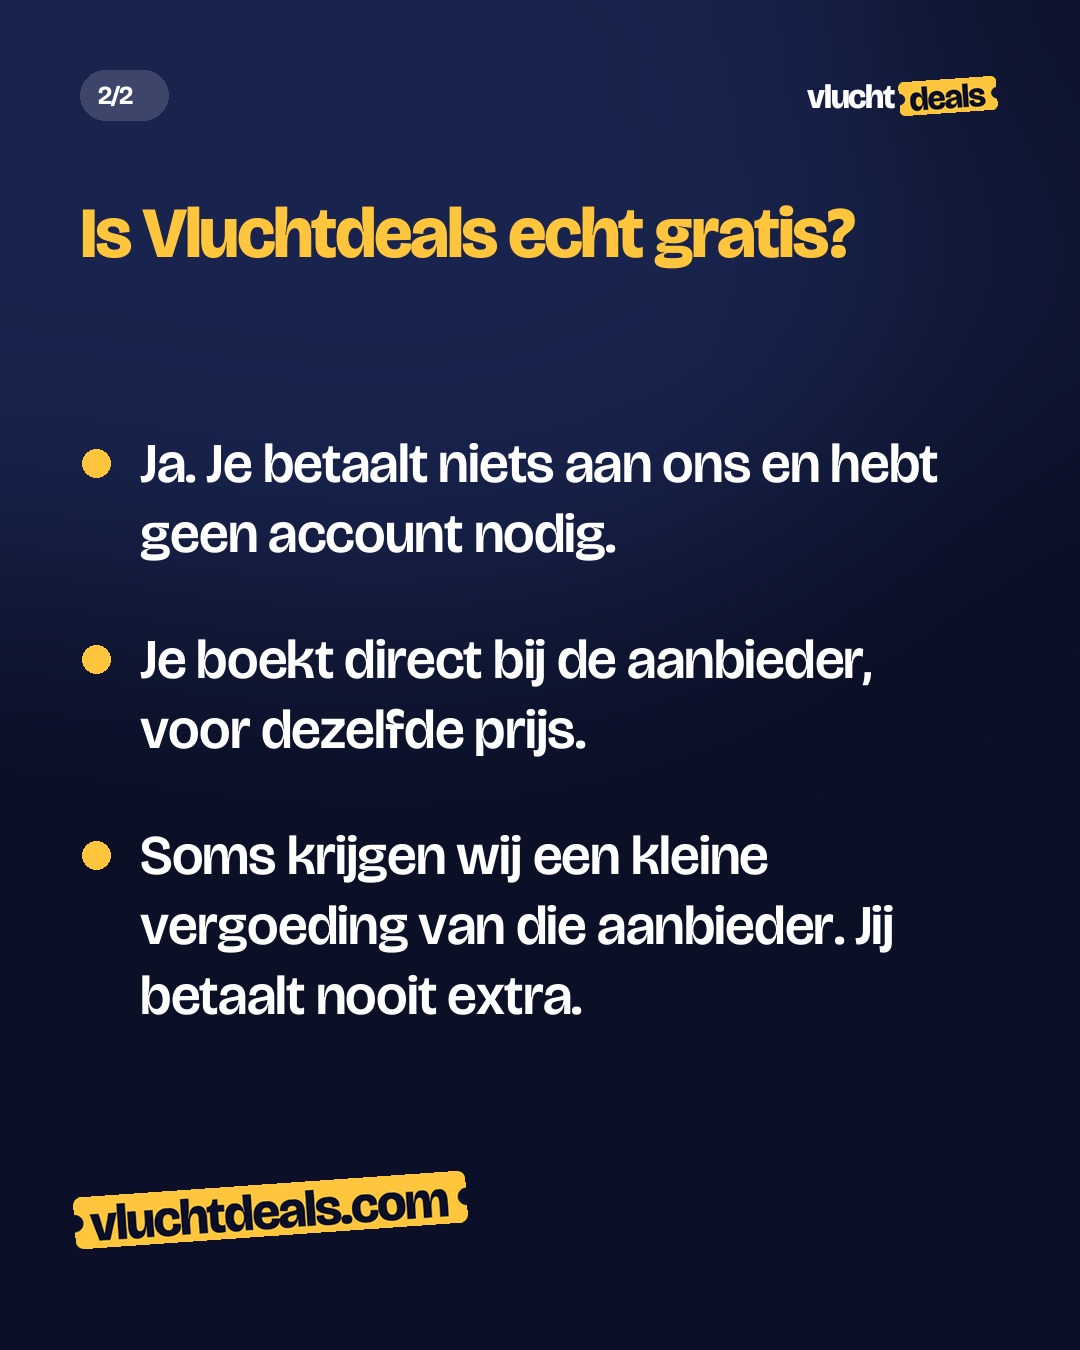 2/2
vlucht deals
Is Vluchtdeals echt gratis?
Ja. Je betaalt niets aan ons en hebt
geen account nodig.
Je boekt direct bij de aanbieder,
voor dezelfde prijs.
Soms krijgen wij een kleine
vergoeding van die aanbieder. Jij
betaalt nooit extra.
vluchtdeals.com